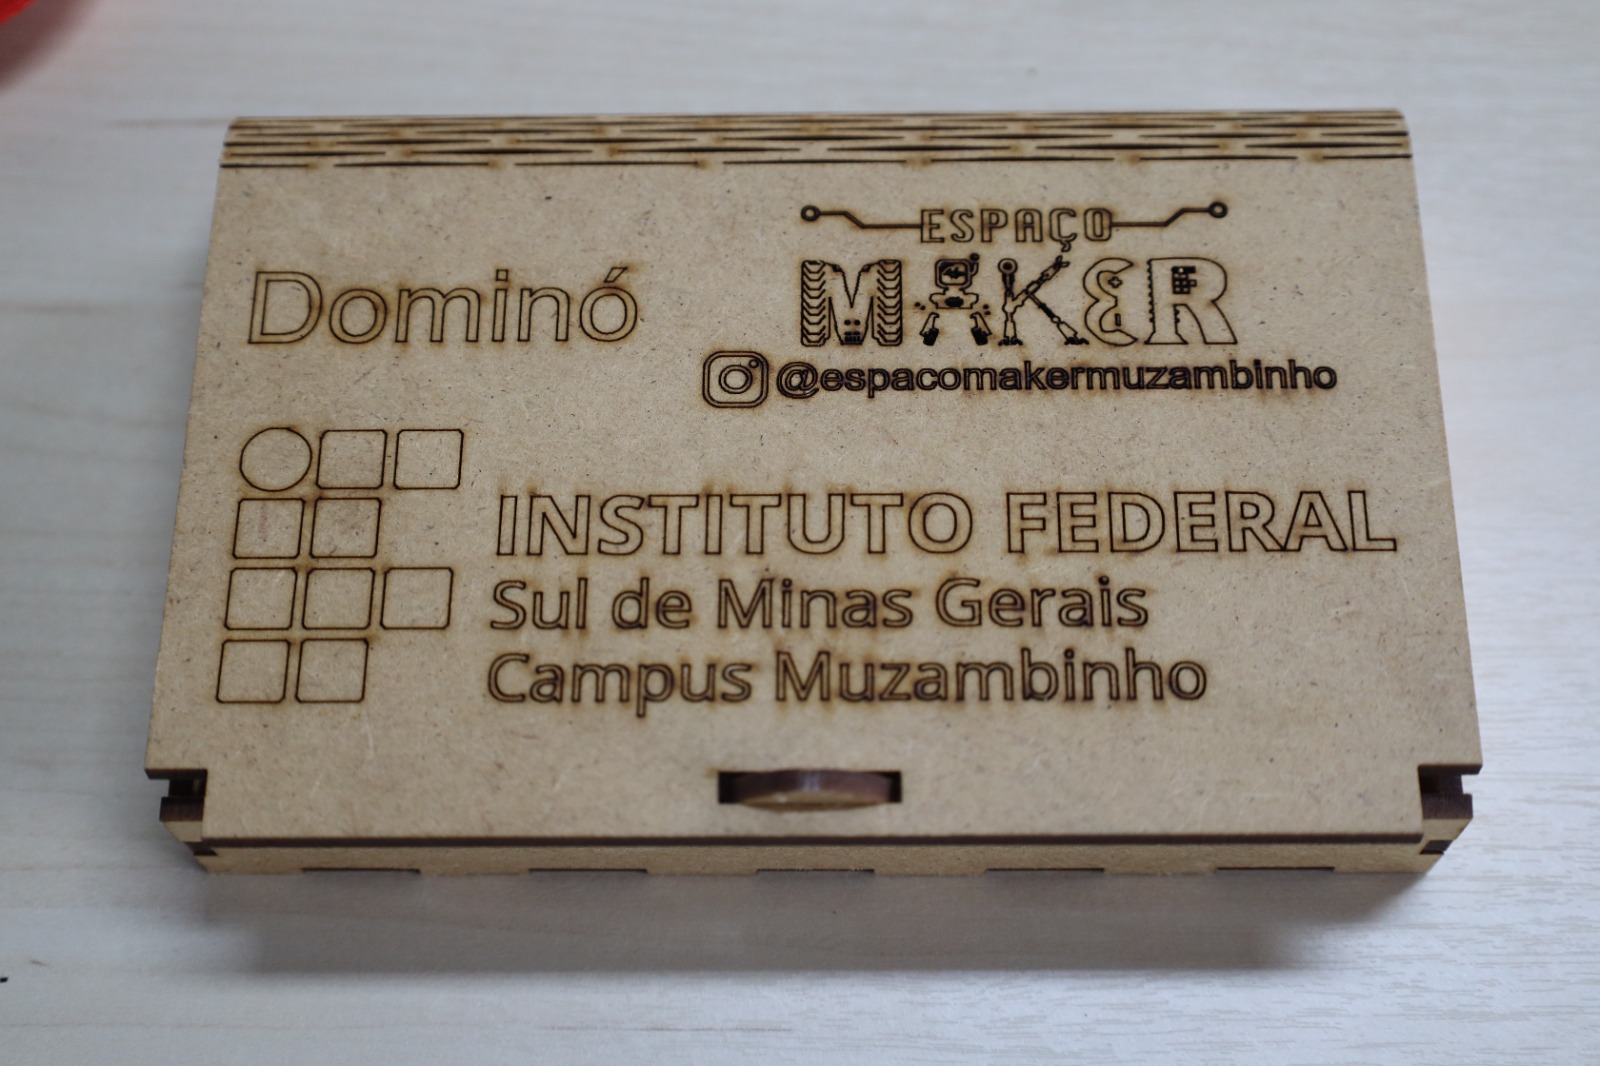 Dominó
ESPAÇO
MAKER
@espacomakermuzambinho
INSTITUTO FEDERAL
Sul de Minas Gerais
Campus Muzambinho